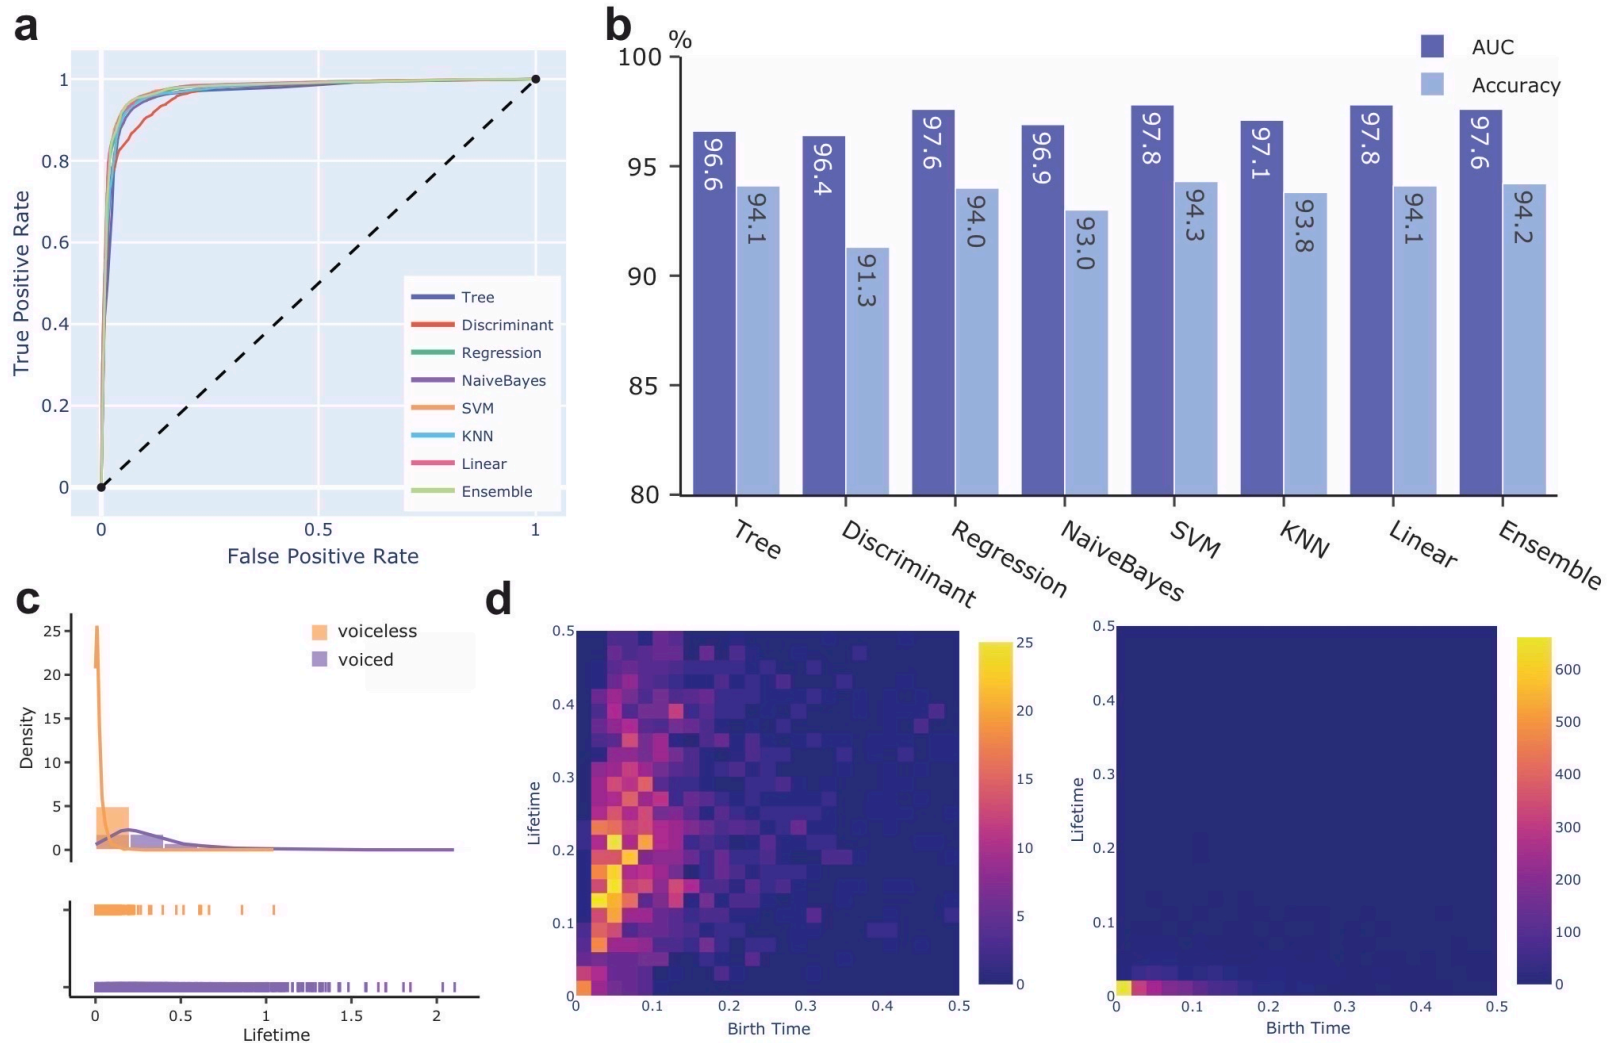 a
1
0.8
0.6
0.4
0.2
0
0
0.5
1
True Positive Rate
False Positive Rate
Tree
Discriminant
Regression
NaiveBayes
SVM
KNN
Linear
Ensemble
b
%
100
95
90
85
80
AUC
Accuracy
96.6
94.1
96.4
91.3
97.6
94.0
96.9
93.0
97.8
94.3
97.1
93.8
97.8
94.1
97.6
94.2
Tree
Discriminant
Regression
NaiveBayes
SVM
KNN
Linear
Ensemble
c
25
20
15
10
5
0
Density
voiceless
voiced
0
0.5
1
1.5
2
Lifetime
d
0.5
0.4
0.3
0.2
0.1
0
Lifetime
0
0.1
0.2
0.3
0.4
0.5
Birth Time
25
20
15
10
5
0
0.5
0.4
0.3
0.2
0.1
0
Lifetime
0
0.1
0.2
0.3
0.4
0.5
Birth Time
600
500
400
300
200
100
0